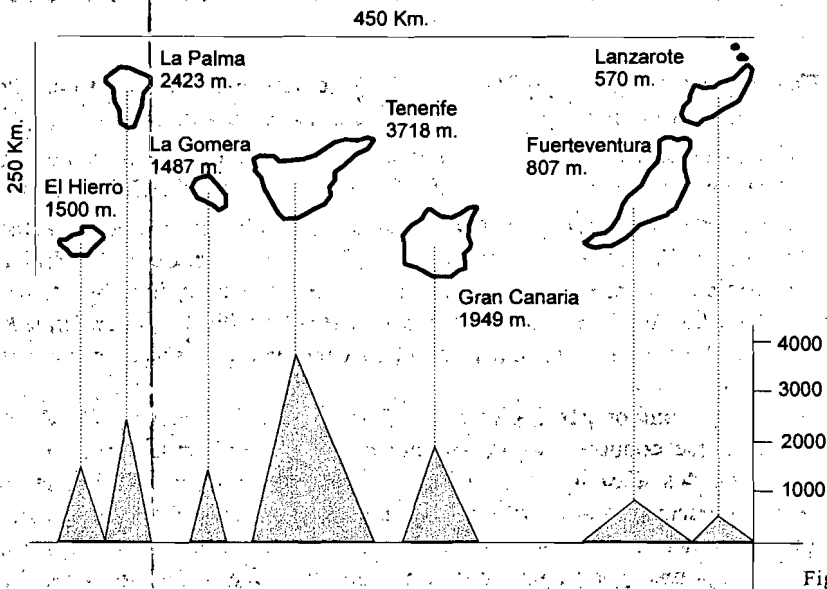 450 Km.
La Palma
2423 m.
Lanzarote
570 m.
Tenerife
3718 m.
La Gomera
1487 m.
Fuerteventura
807 m.
250 Km.
El Hierro
1500 m.
Gran Canaria
1949 m.
4000
3000
2000
1000
Fig